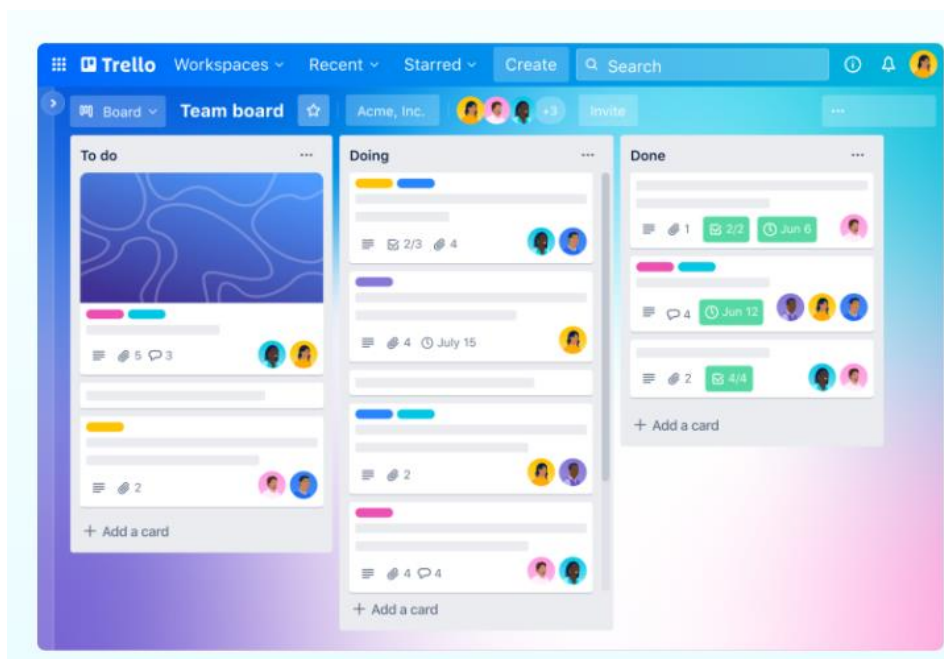 Trello Workspaces Recent Starred Create Search
Board Team board Acme, Inc. +3 Invite
To do
5 3
2
+ Add a card
Doing
2/3 4
4 July 15
2
4 4
+ Add a card
Done
1 2/2 Jun 6
4 Jun 12
2 4/4
+ Add a card